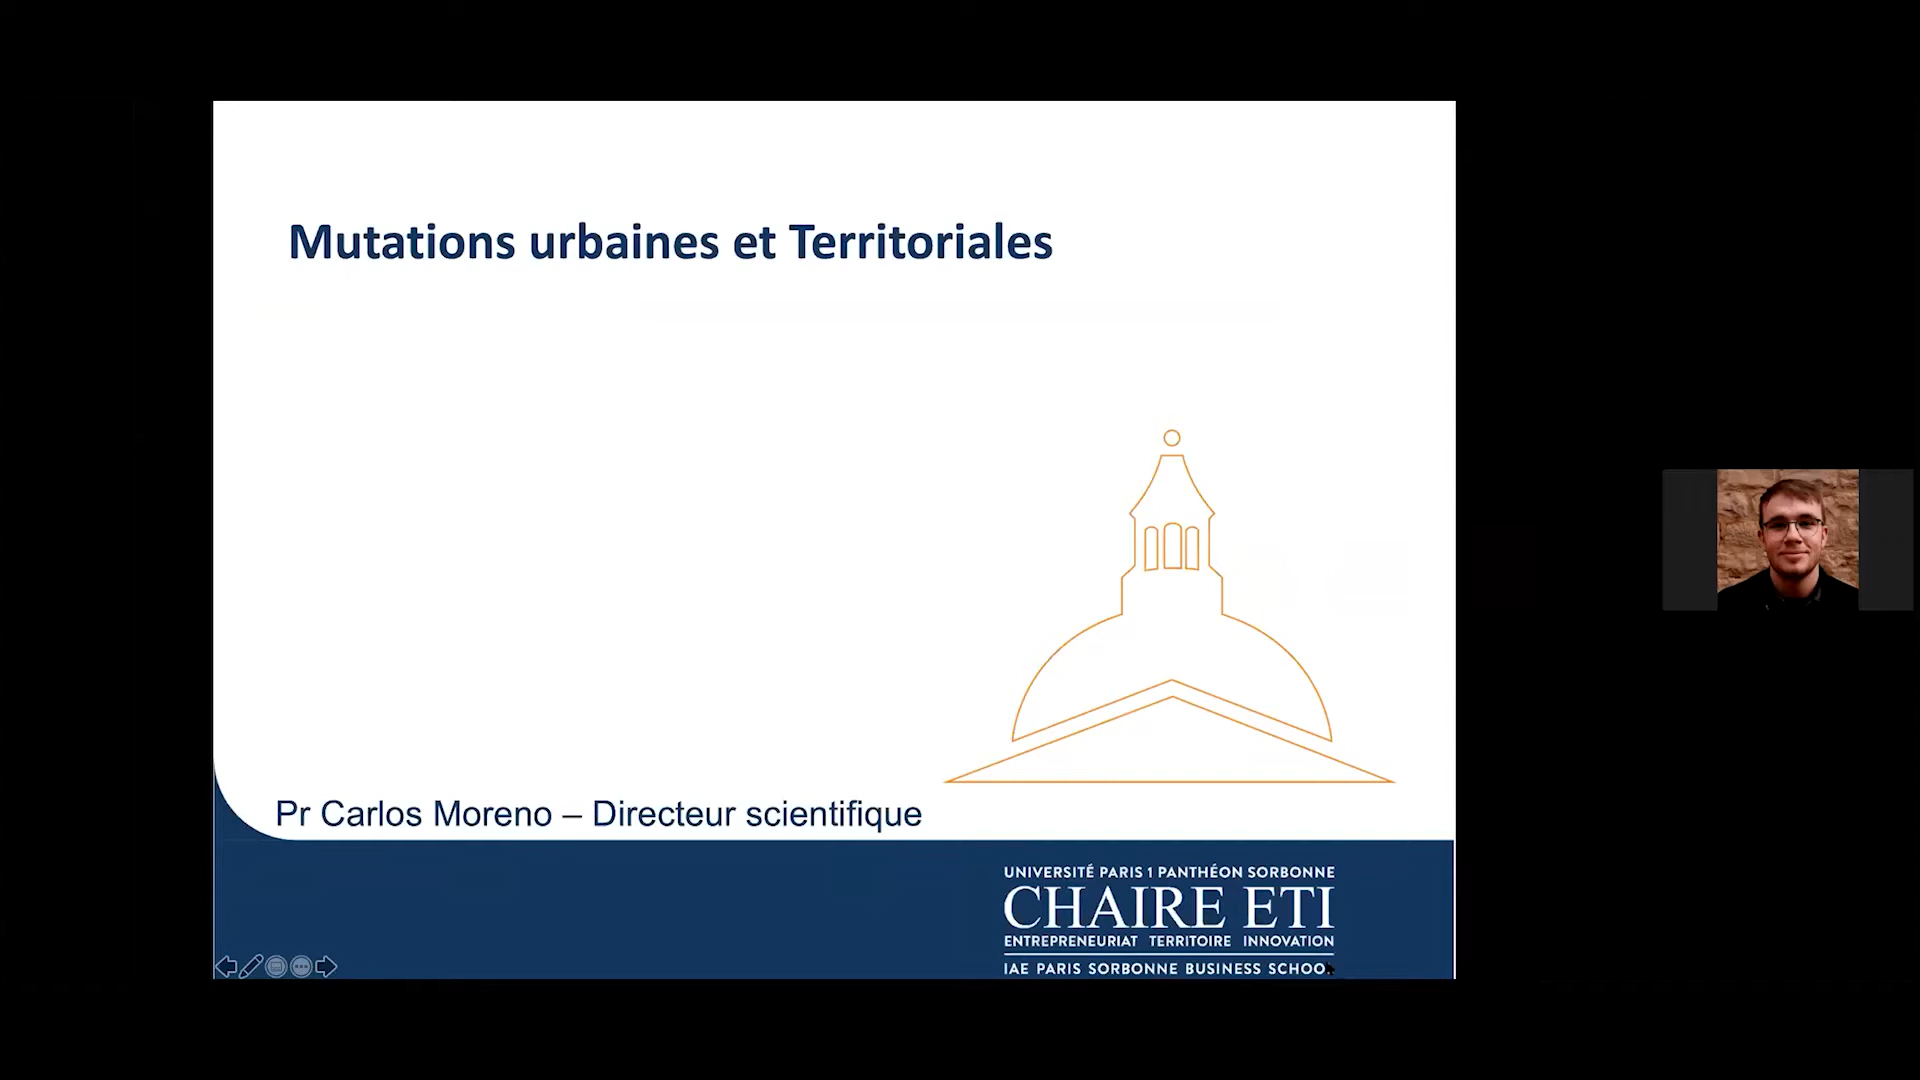 Mutations urbaines et Territoriales
Pr Carlos Moreno – Directeur scientifique
UNIVERSITÉ PARIS 1 PANTHÉON SORBONNE
CHAIRE ETI
ENTREPRENEURIAT TERRITOIRE INNOVATION
IAE PARIS SORBONNE BUSINESS SCHOOL